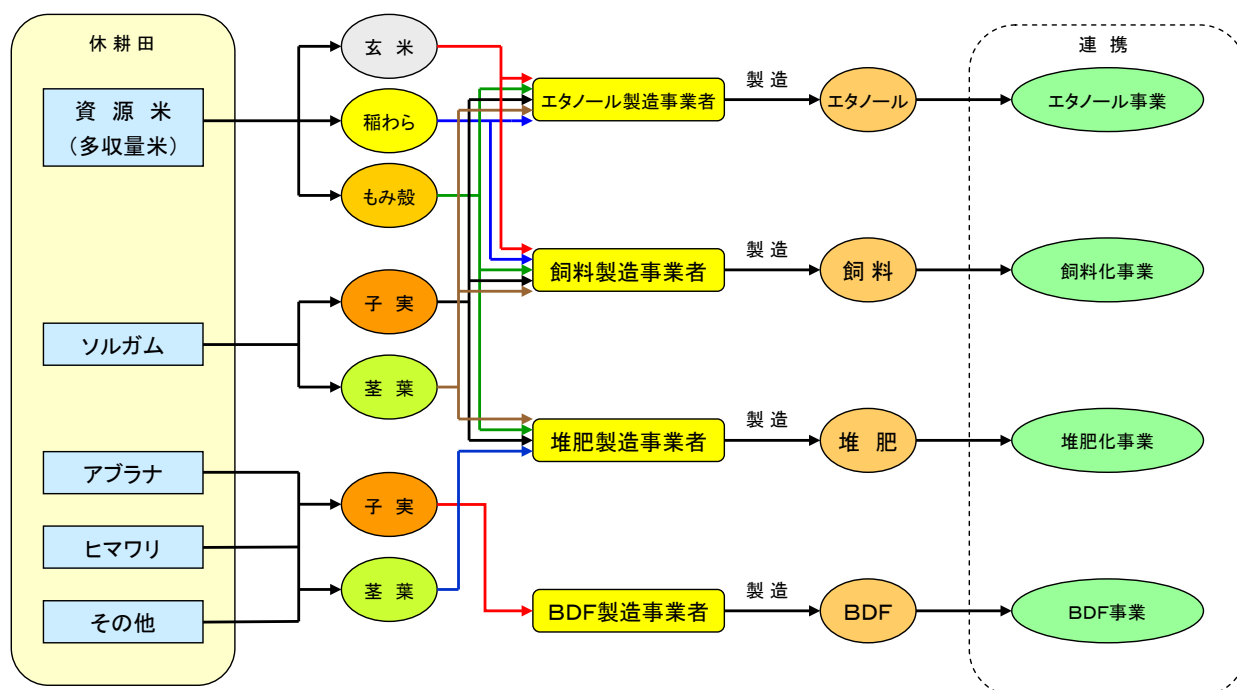 休耕田
資源米
（多収量米）
ソルガム
アブラナ
ヒマワリ
その他
玄米
稲わら
もみ殻
子実
茎葉
子実
茎葉
エタノール製造事業者
飼料製造事業者
堆肥製造事業者
BDF製造事業者
製造
製造
製造
製造
エタノール
飼料
堆肥
BDF
連携
エタノール事業
飼料化事業
堆肥化事業
BDF事業